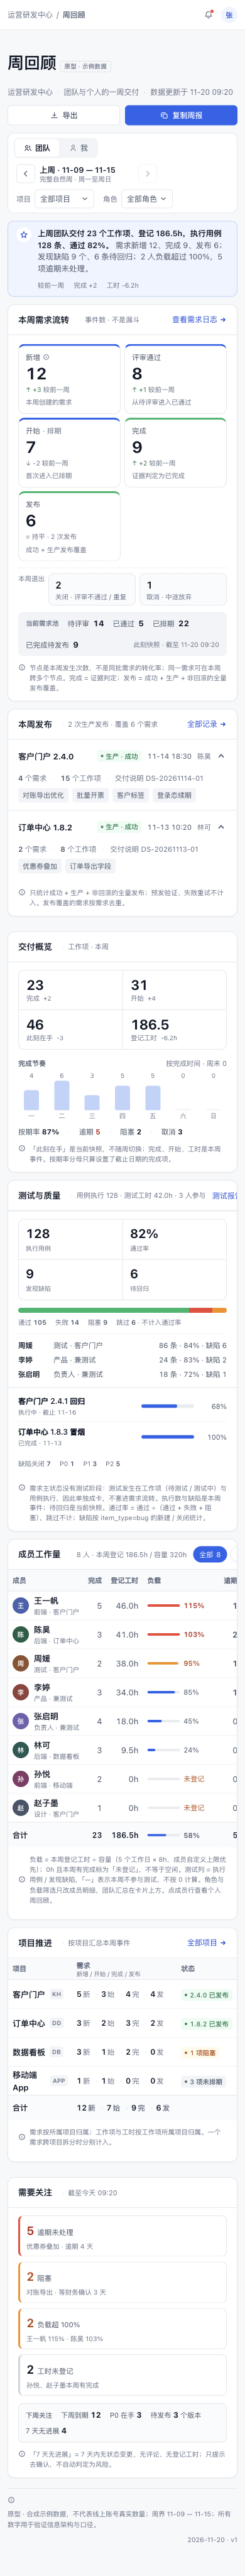 运营研发中心 / 周回顾
张
周回顾 原型 · 示例数据
运营研发中心 · 团队与个人的一周交付 · 数据更新于 11-20 09:20
导出
复制周报
团队 我
上周 · 11-09 — 11-15
完整自然周 · 周一至周日
项目 全部项目 角色 全部角色
上周团队交付 23 个工作项、登记 186.5h，执行用例 128 条、通过 82%。需求新增 12、完成 9、发布 6；发现缺陷 9 个、6 条待回归；2 人负载超过 100%，5 项逾期未处理。
较前一周 完成 +2 · 工时 -6.2h
本周需求流转 事件数 · 不是漏斗 查看需求日志 →
新增
12
↑ +3 较前一周
本周创建的需求
评审通过
8
↑ +1 较前一周
从待评审进入已通过
开始 · 排期
7
↓ -2 较前一周
首次进入已排期
完成
9
↑ +2 较前一周
证据判定为已完成
发布
6
= 持平 · 2 次发布
成功 + 生产发布覆盖
本周退出
2
关闭 · 评审不通过 / 重复
1
取消 · 中途放弃
当前需求池 待评审 14 已通过 5 已排期 22
已完成待发布 9 此刻快照 · 截至 11-20 09:20
节点是本周发生次数，不是同批需求的转化率；同一需求可在本周跨多个节点。完成 = 证据判定；发布 = 成功 + 生产 + 非回滚的全量发布覆盖。
本周发布 2 次生产发布 · 覆盖 6 个需求 全部记录 →
客户门户 2.4.0 生产 · 成功 11-14 18:30 陈昊
4 个需求 15 个工作项 交付说明 DS-20261114-01
对账导出优化 批量开票 客户标签 登录态续期
订单中心 1.8.2 生产 · 成功 11-13 10:20 林可
2 个需求 8 个工作项 交付说明 DS-20261113-01
优惠券叠加 订单导出字段
只统计成功 + 生产 + 非回滚的全量发布；预发验证、失败重试不计入。发布覆盖的需求按需求去重。
交付概览 工作项 · 本周
23
完成 +2
31
开始 +4
46
此刻在手 -3
186.5
登记工时 -6.2h
完成节奏 按完成时间 · 周末 0
4 6 3 5 5 0 0
一 二 三 四 五 六 日
按期率 87% 逾期 5 阻塞 2 取消 3
「此刻在手」是当前快照，不随周切换；完成、开始、工时是本周事件。按期率分母只算设置了截止日期的完成项。
测试与质量 用例执行 128 · 测试工时 42.0h · 3 人参与 测试报告
128
执行用例
82%
通过率
9
发现缺陷
6
待回归
通过 105 失败 14 阻塞 9 跳过 6 · 不计入通过率
周媛 测试 · 客户门户 86 条 · 84% · 缺陷 6
李婷 产品 · 兼测试 24 条 · 83% · 缺陷 2
张启明 负责人 · 兼测试 18 条 · 72% · 缺陷 1
客户门户 2.4.1 回归
执行中 · 截止 11-16
68%
订单中心 1.8.3 冒烟
已完成 · 11-13
100%
缺陷关闭 7 P0 1 P1 3 P2 5
需求主状态没有测试阶段：测试发生在工作项（待测试 / 测试中）与用例执行，因此单独成卡，不塞进需求流转。执行数与缺陷是本周事件；待回归是当前快照。通过率 = 通过 ÷（通过 + 失败 + 阻塞），跳过不计；缺陷按 item_type=bug 的新建 / 关闭统计。
成员工作量 8 人 · 本周登记 186.5h / 容量 320h 全部 8
成员 完成 登记工时 负载 逾期
王 王一帆 5 46.0h 115% 1
前端 · 客户门户
陈 陈昊 3 41.0h 103% 2
后端 · 订单中心
周 周媛 2 38.0h 95% 1
测试 · 客户门户
李 李婷 3 34.0h 85% 1
产品 · 兼测试
张 张启明 4 18.0h 45% 0
负责人 · 兼测试
林 林可 3 9.5h 24% 0
后端 · 数据看板
孙 孙悦 2 0h 未登记 0
前端 · 移动端
赵 赵子墨 1 0h 未登记 0
设计 · 客户门户
合计 23 186.5h 58% 5
负载 = 本周登记工时 ÷ 容量（5 个工作日 x 8h，成员自定义上限优先）；0h 且本周有完成标为「未登记」，不等于空闲。测试列 = 执行用例 / 发现缺陷，「—」表示本周不参与测试，不按 0 计算。角色与负载筛选只改成员明细，团队汇总在卡片上方。点成员行查看个人周回顾。
项目推进 按项目汇总本周事件 全部项目 →
项目 需求 状态
新增 / 开始 / 完成 / 发布
客户门户 KH 5 新 3 始 4 完 4 发 2.4.0 已发布
订单中心 DD 3 新 2 始 3 完 2 发 1.8.2 已发布
数据看板 DB 3 新 1 始 2 完 0 发 1 项阻塞
移动端 App APP 1 新 1 始 0 完 0 发 3 项未排期
合计 12 新 7 始 9 完 6 发
需求按所属项目归属；工作项与工时按工作项所属项目归属。一个需求跨项目拆分时分别计入。
需要关注 截至今天 09:20
5 逾期未处理
优惠券叠加 · 逾期 4 天
2 阻塞
对账导出 · 等财务确认 3 天
2 负载超 100%
王一帆 115% · 陈昊 103%
2 工时未登记
孙悦、赵子墨本周有完成
下周关注 下周到期 12 P0 在手 3 待发布 3 个版本
7 天无进展 4
「7 天无进展」= 7 天内无状态变更、无评论、无登记工时；只提示去确认，不自动判定为风险。
原型 · 合成示例数据，不代表线上账号真实数量；周界 11-09 — 11-15；所有数字用于验证信息架构与口径。
2026-11-20 · v1